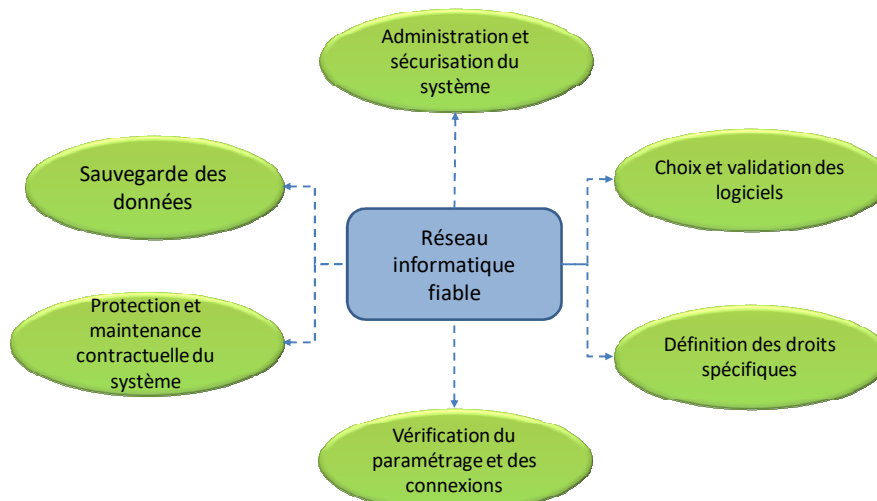 Administration et
sécurisation du
système
Sauvegarde des
données
Choix et validation des
logiciels
Réseau
informatique
fiable
Protection et
maintenance
contractuelle du
système
Définition des droits
spécifiques
Vérification du
paramétrage et des
connexions